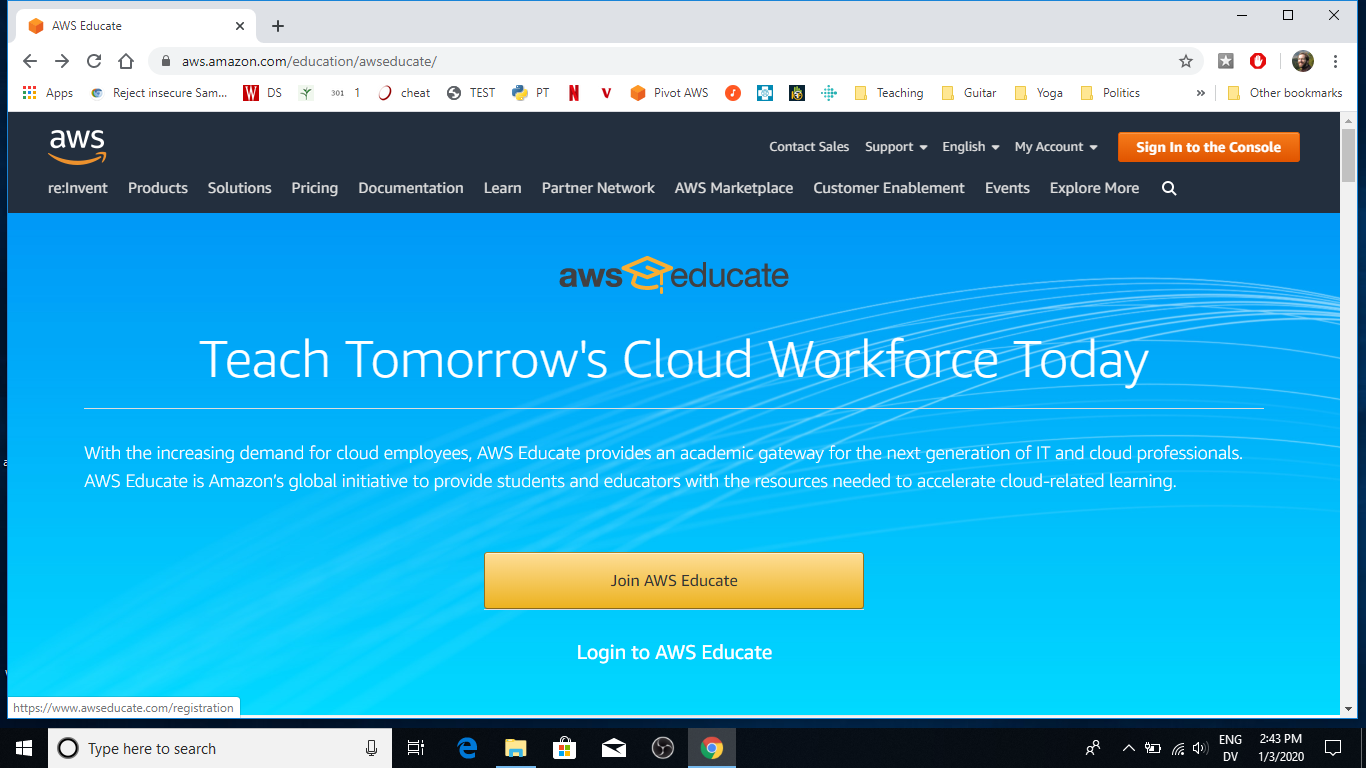 AWS Educate
aws.amazon.com/education/awseducate/
Apps Reject insecure Sam... DS 301 1 cheat TEST PT Pivot AWS Teaching Guitar Yoga Politics » Other bookmarks
aws
Contact Sales Support English My Account Sign In to the Console
re:Invent Products Solutions Pricing Documentation Learn Partner Network AWS Marketplace Customer Enablement Events Explore More
aws educate
Teach Tomorrow's Cloud Workforce Today
With the increasing demand for cloud employees, AWS Educate provides an academic gateway for the next generation of IT and cloud professionals.
AWS Educate is Amazon's global initiative to provide students and educators with the resources needed to accelerate cloud-related learning.
Join AWS Educate
Login to AWS Educate
https://www.awseducate.com/registration
Type here to search
ENG 2:43 PM
DV 1/3/2020